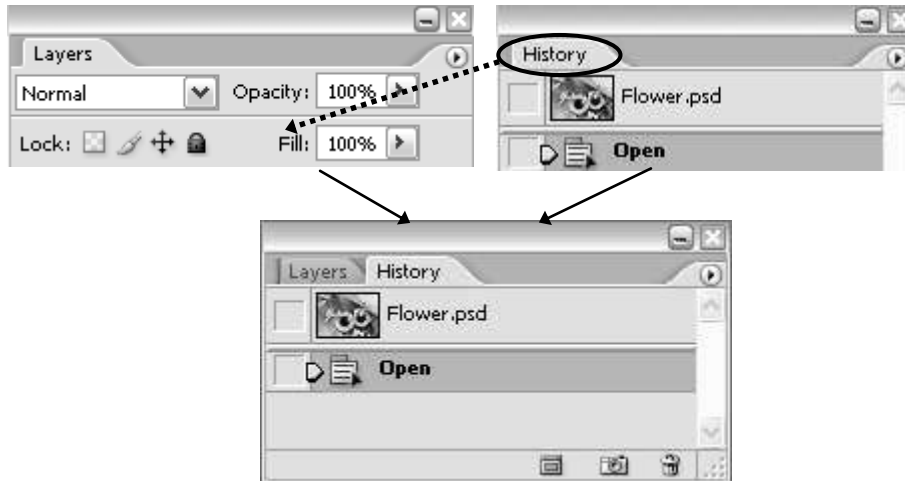 Layers
Normal
Opacity: 100%
Lock:
Fill: 100%
History
Flower.psd
Open
Layers History
Flower.psd
Open